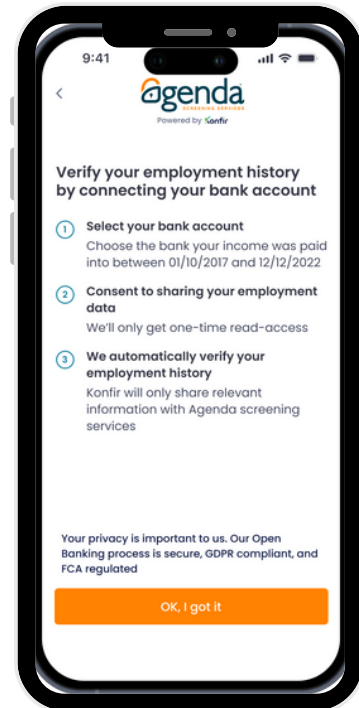 9:41
agenda
SCREENING SERVICES
Powered by Konfir
Verify your employment history
by connecting your bank account
1 Select your bank account
Choose the bank your income was paid
into between 01/10/2017 and 12/12/2022
2 Consent to sharing your employment
data
We'll only get one-time read-access
3 We automatically verify your
employment history
Konfir will only share relevant
information with Agenda screening
services
Your privacy is important to us. Our Open
Banking process is secure, GDPR compliant, and
FCA regulated
OK, I got it